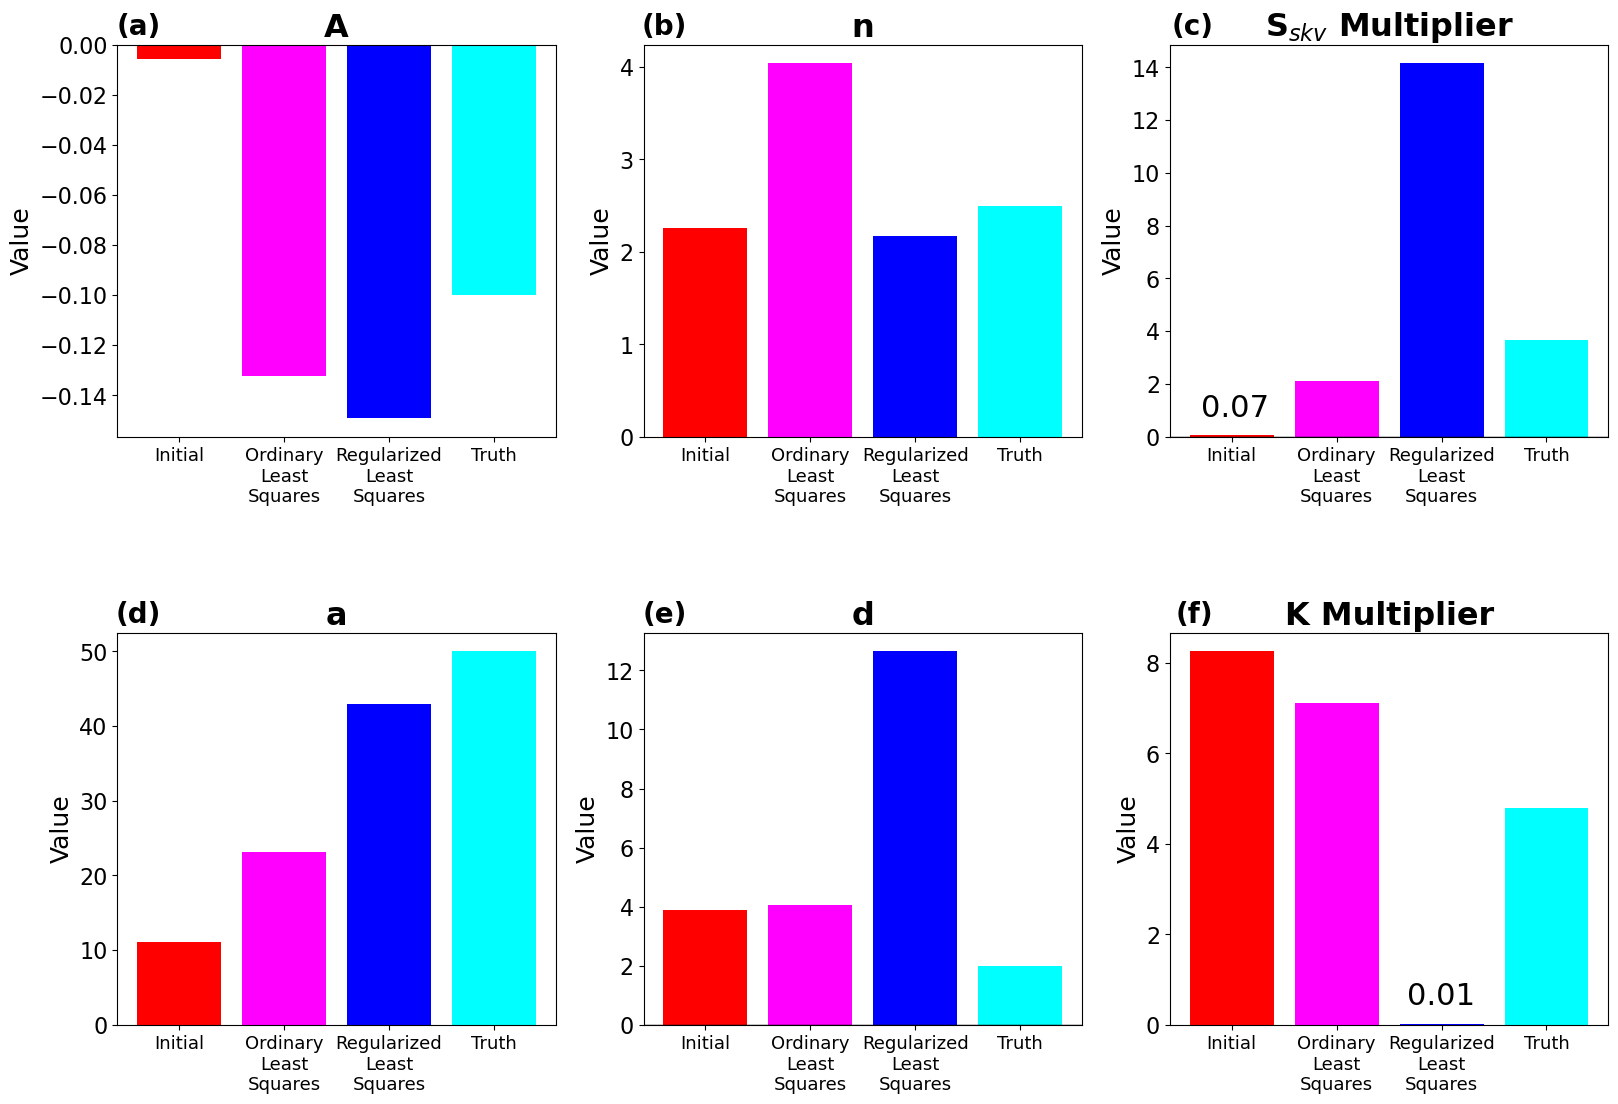 (a) A
0.00
−0.02
−0.04
−0.06
−0.08
−0.10
−0.12
−0.14
Value
Initial
Ordinary
Least
Squares
Regularized
Least
Squares
Truth
(b) n
4
3
2
1
0
Value
Initial
Ordinary
Least
Squares
Regularized
Least
Squares
Truth
(c) S_skv Multiplier
14
12
10
8
6
4
2
0
Value
0.07
Initial
Ordinary
Least
Squares
Regularized
Least
Squares
Truth
(d) a
50
40
30
20
10
0
Value
Initial
Ordinary
Least
Squares
Regularized
Least
Squares
Truth
(e) d
12
10
8
6
4
2
0
Value
Initial
Ordinary
Least
Squares
Regularized
Least
Squares
Truth
(f) K Multiplier
8
6
4
2
0
Value
0.01
Initial
Ordinary
Least
Squares
Regularized
Least
Squares
Truth